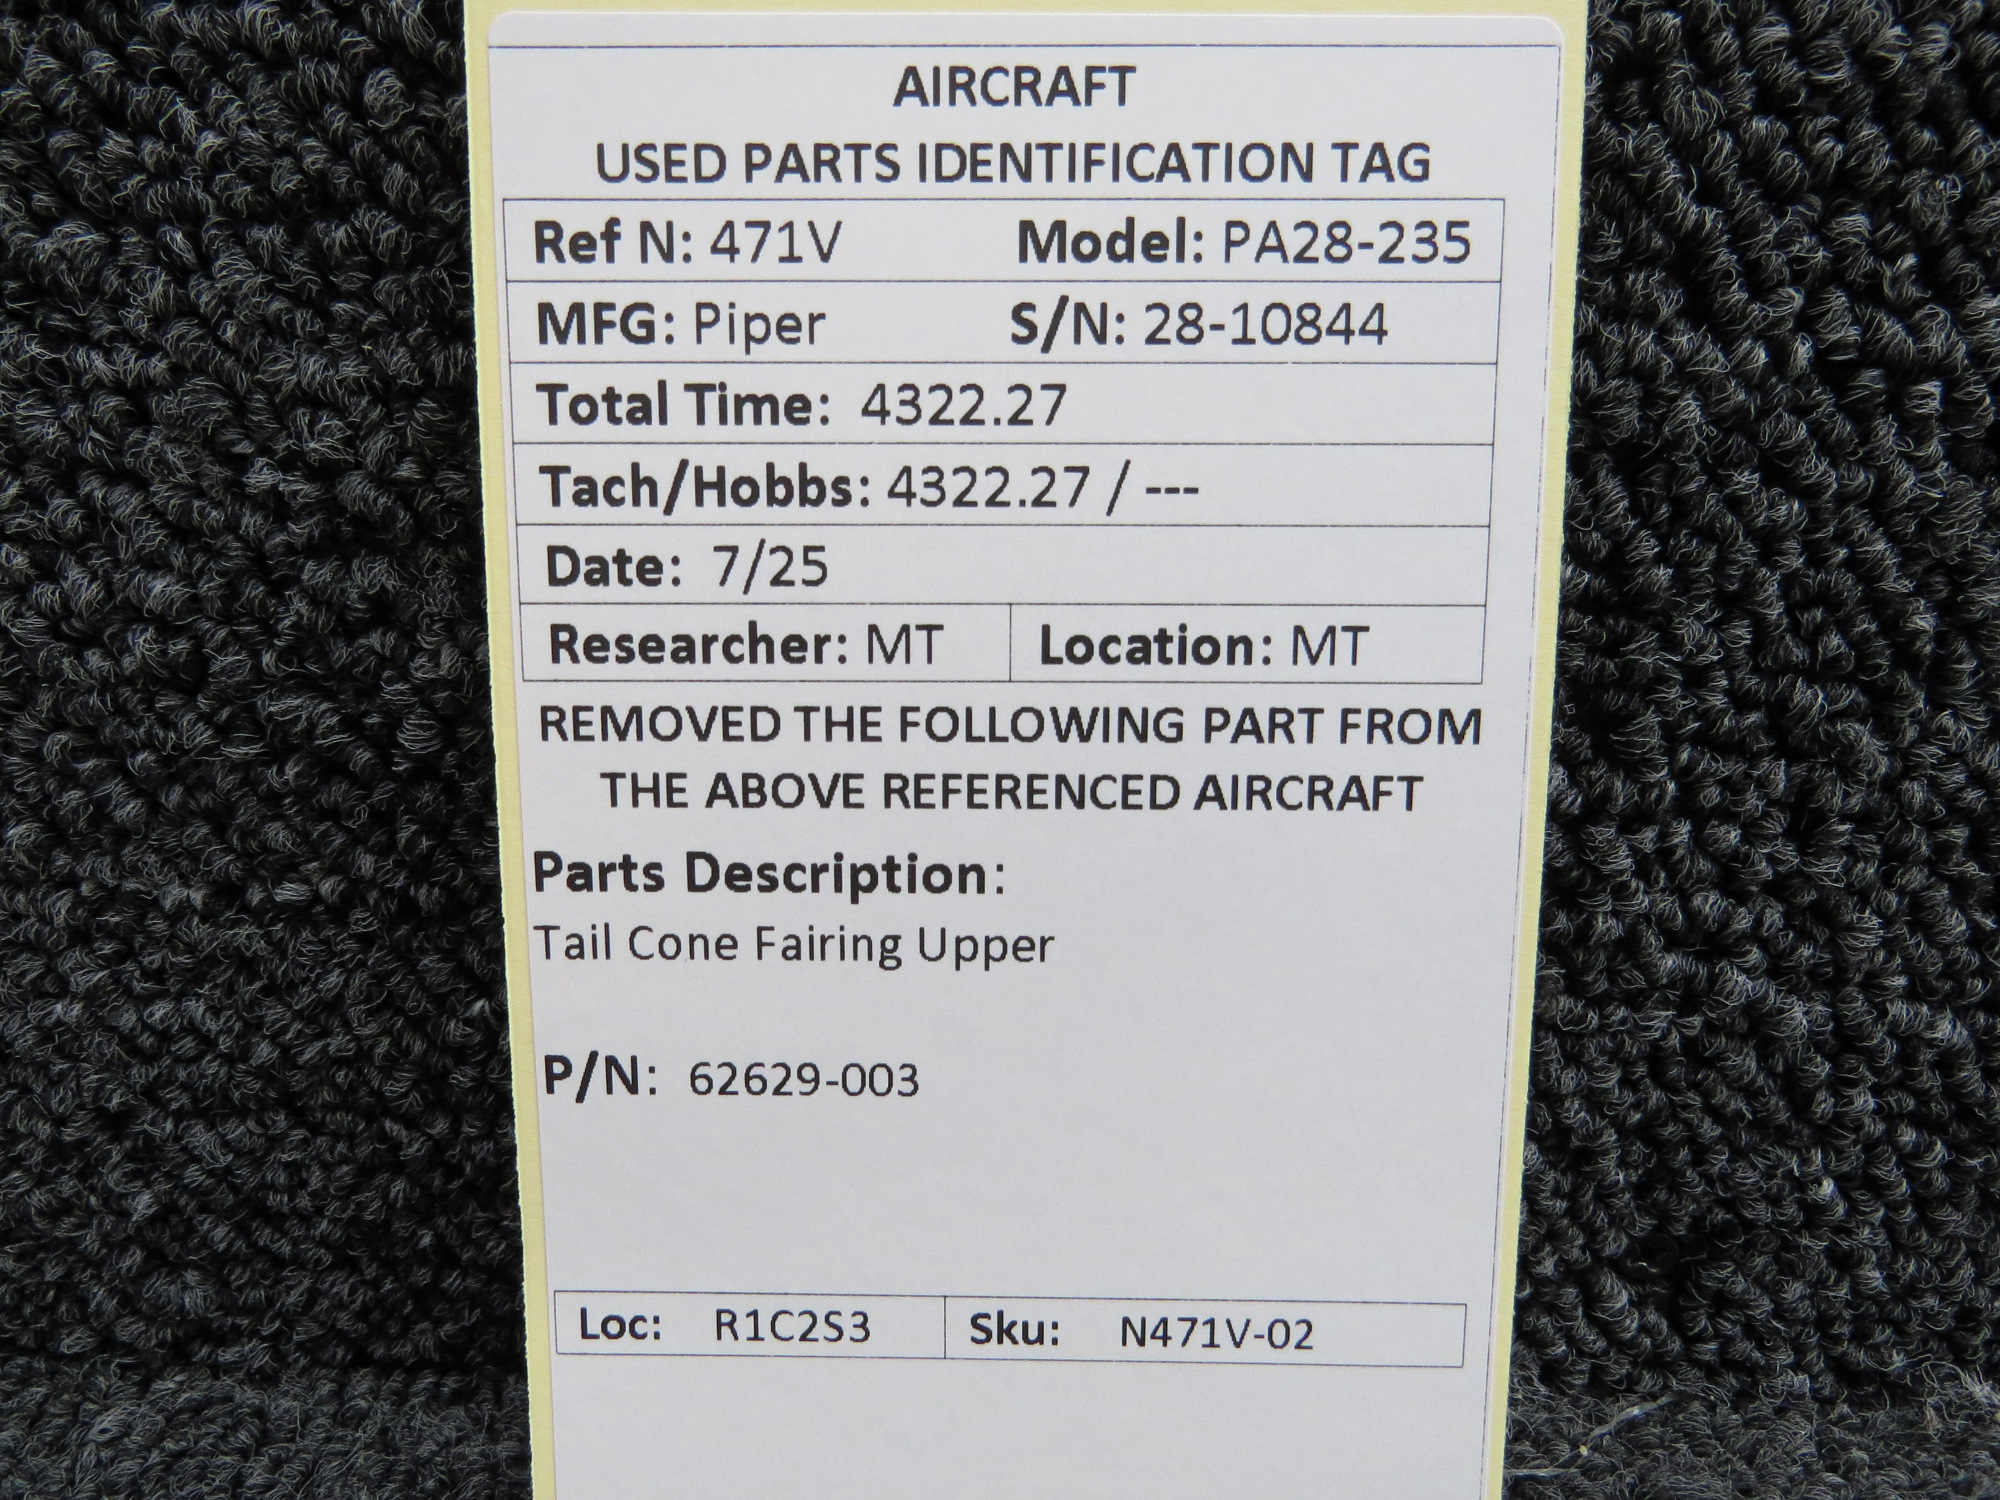 AIRCRAFT
USED PARTS IDENTIFICATION TAG
Ref N: 471V Model: PA28-235
MFG: Piper S/N: 28-10844
Total Time: 4322.27
Tach/Hobbs: 4322.27 / ---
Date: 7/25
Researcher: MT Location: MT
REMOVED THE FOLLOWING PART FROM
THE ABOVE REFERENCED AIRCRAFT
Parts Description:
Tail Cone Fairing Upper
P/N: 62629-003
Loc: R1C2S3 Sku: N471V-02